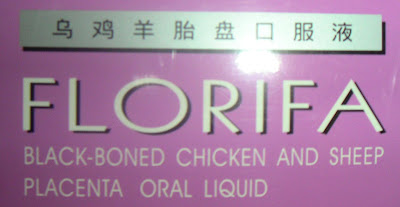 乌鸡羊胎盘口服液
FLORIFA
BLACK-BONED CHICKEN AND SHEEP
PLACENTA ORAL LIQUID